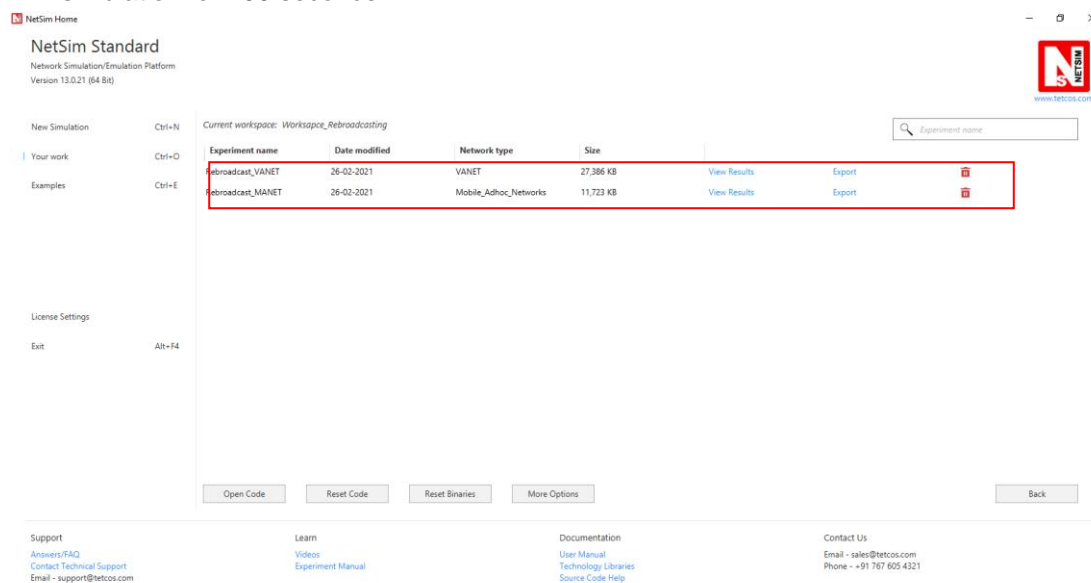 NetSim Home
NetSim Standard
Network Simulation/Emulation Platform
Version 13.0.21 (64 Bit)
NETSIM
www.tetcos.com
New Simulation Ctrl+N
Your work Ctrl+O
Examples Ctrl+E
License Settings
Exit Alt+F4
Current workspace: Worksapce_Rebroadcasting
Experiment name
Experiment name Date modified Network type Size
Rebroadcast_VANET 26-02-2021 VANET 27,386 KB View Results Export
Rebroadcast_MANET 26-02-2021 Mobile_Adhoc_Networks 11,723 KB View Results Export
Open Code Reset Code Reset Binaries More Options Back
Support Learn Documentation Contact Us
Answers/FAQ Videos User Manual Email - sales@tetcos.com
Contact Technical Support Experiment Manual Technology Libraries Phone - +91 767 605 4321
Email - support@tetcos.com Source Code Help